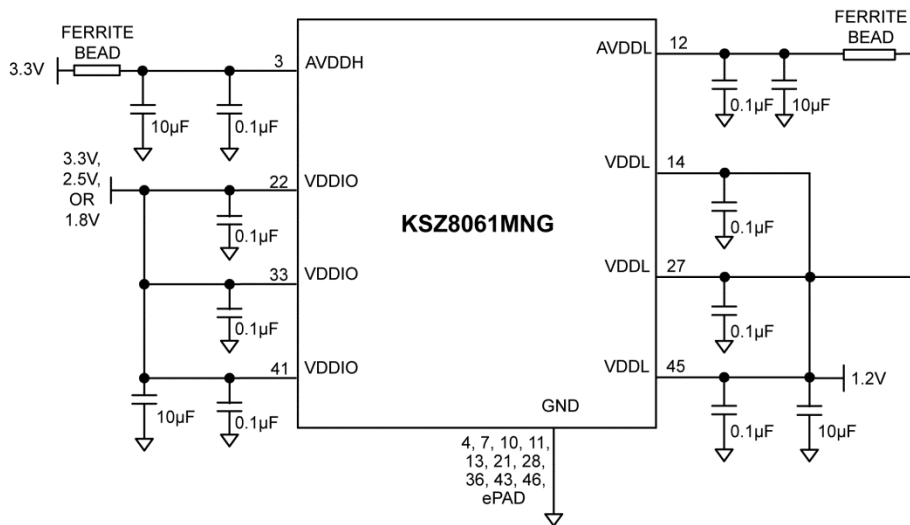 FERRITE
BEAD
3.3V
3
AVDDH
10µF
0.1µF
3.3V,
2.5V,
OR
1.8V
22
VDDIO
0.1µF
33
VDDIO
0.1µF
41
VDDIO
10µF
0.1µF
KSZ8061MNG
GND
4, 7, 10, 11,
13, 21, 28,
36, 43, 46,
ePAD
FERRITE
BEAD
AVDDL
12
0.1µF
10µF
VDDL
14
0.1µF
VDDL
27
0.1µF
VDDL
45
1.2V
0.1µF
10µF